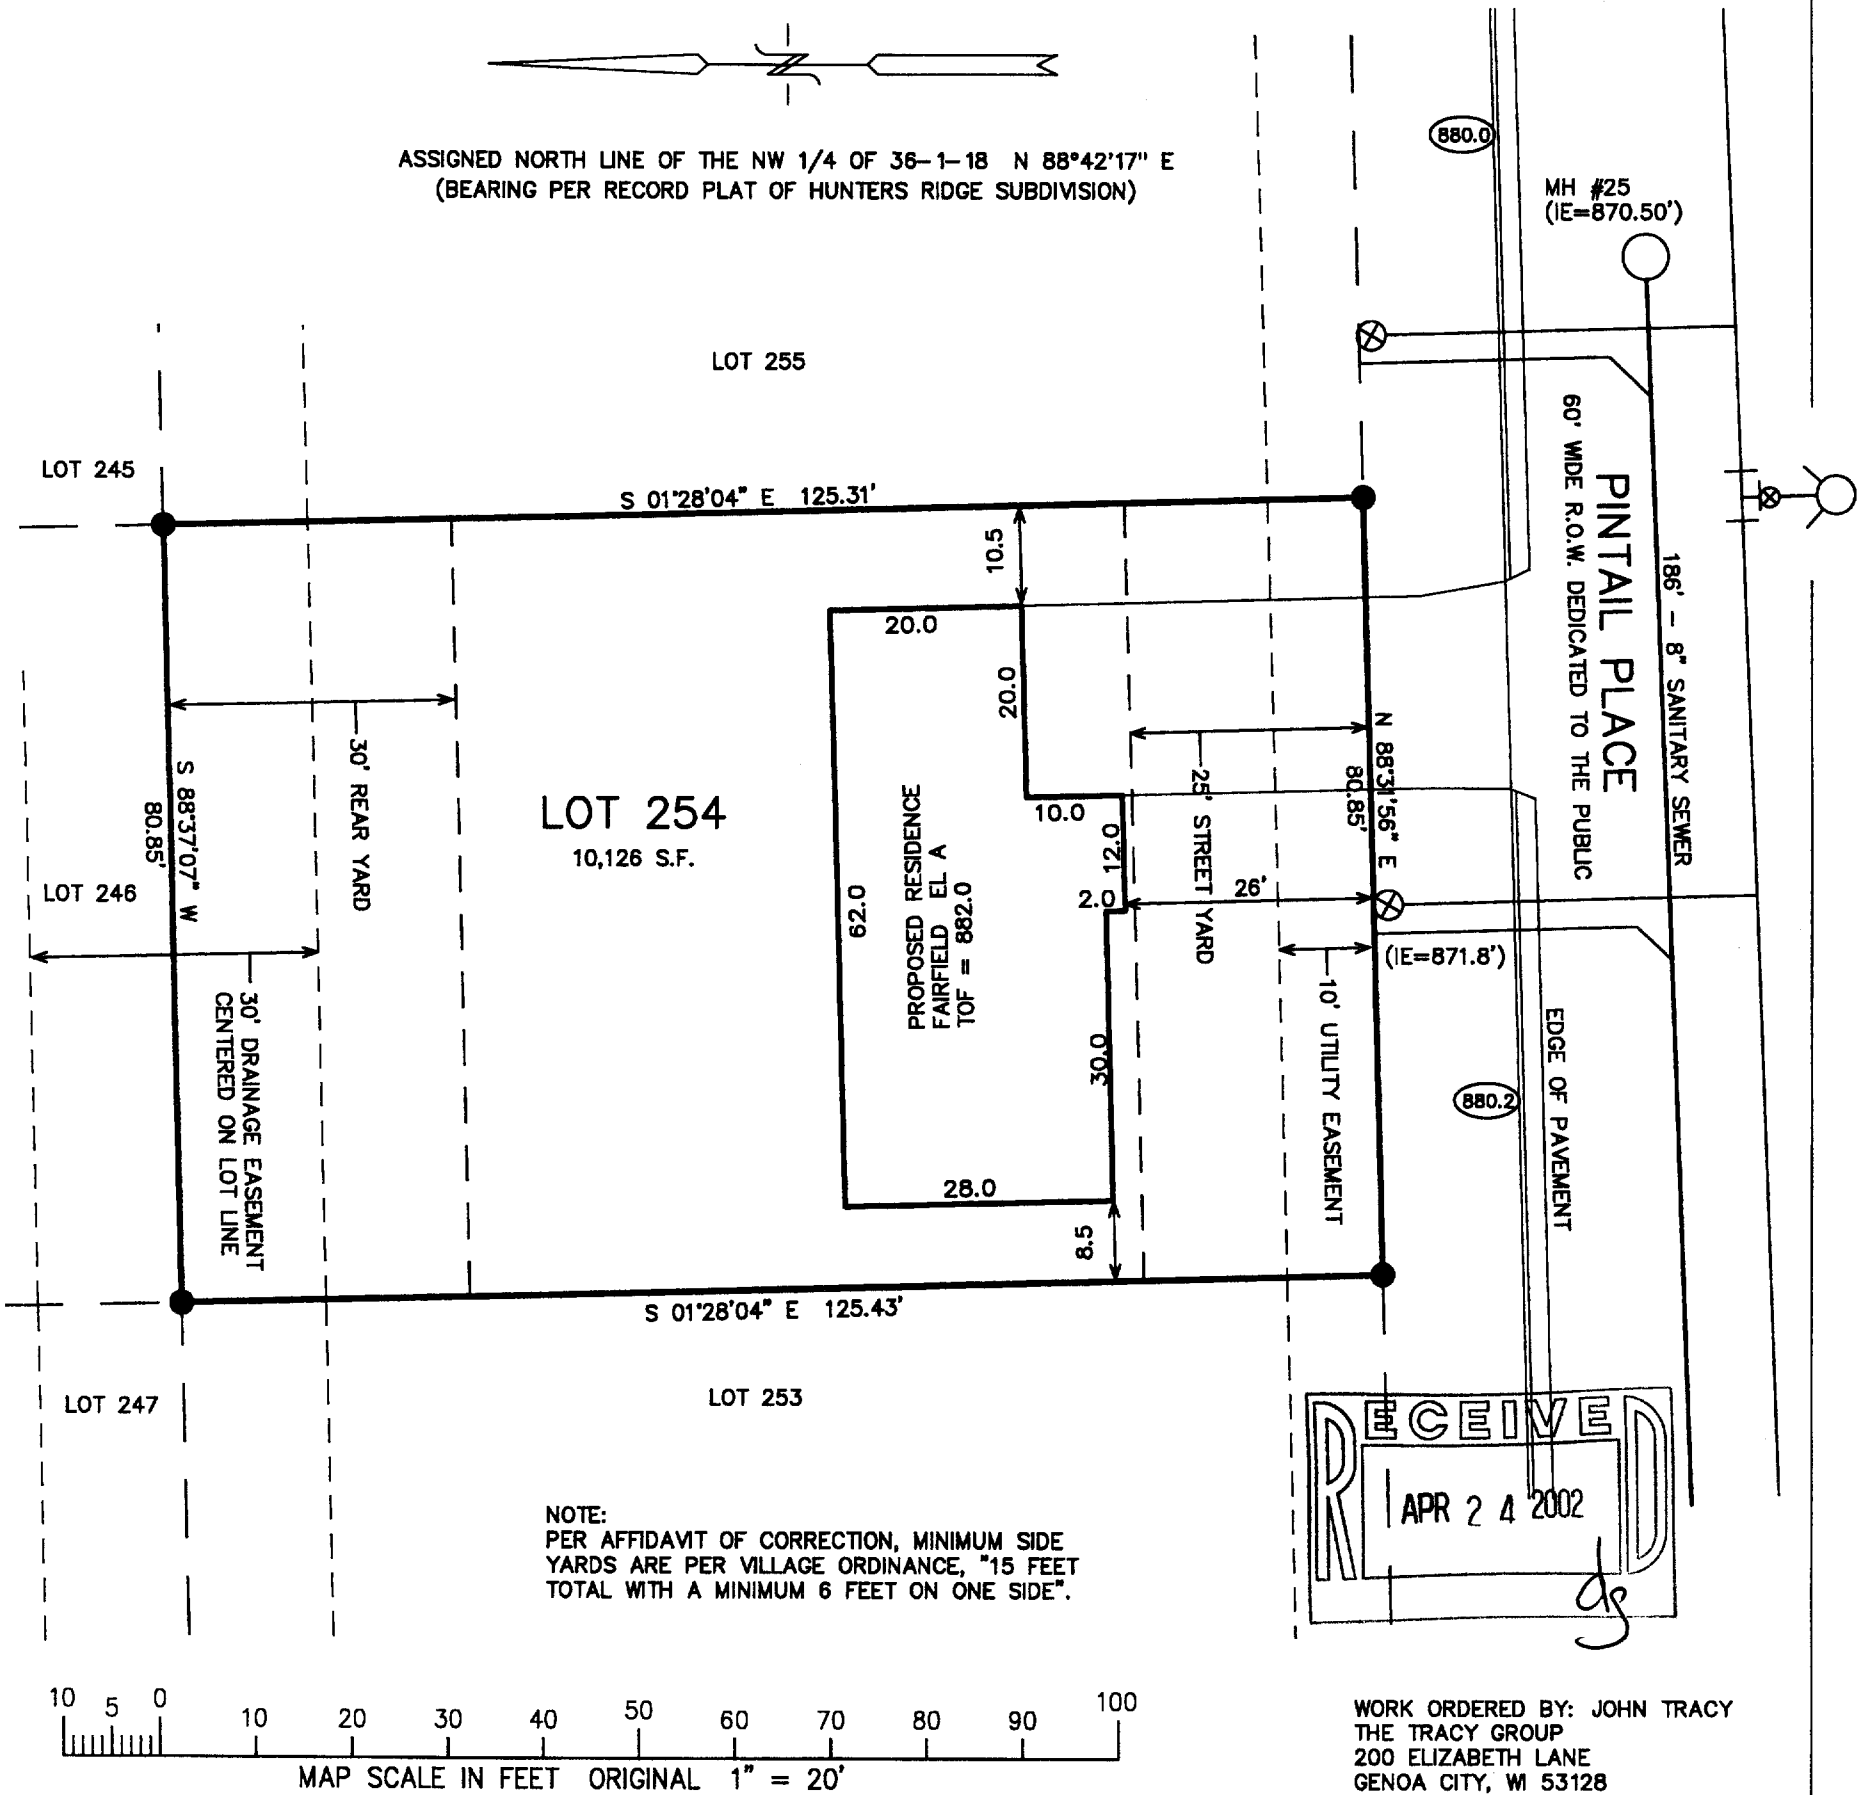 ASSIGNED NORTH LINE OF THE NW 1/4 OF 36-1-18 N 88°42'17" E
(BEARING PER RECORD PLAT OF HUNTERS RIDGE SUBDIVISION)
880.0
MH #25
(IE=870.50')
LOT 255
LOT 245
S 01°28'04" E 125.31'
10.5
20.0
20.0
PINTAIL PLACE
60' WIDE R.O.W. DEDICATED TO THE PUBLIC
186' - 8" SANITARY SEWER
N 88°31'56" E
80.85'
S 88°37'07" W
80.85'
30' REAR YARD
LOT 254
10,126 S.F.
62.0
PROPOSED RESIDENCE
FAIRFIELD EL A
TOF = 882.0
10.0
12.0
2.0
25' STREET YARD
26'
LOT 246
(IE=871.8')
30' DRAINAGE EASEMENT
CENTERED ON LOT LINE
30.0
10' UTILITY EASEMENT
EDGE OF PAVEMENT
880.2
28.0
8.5
S 01°28'04" E 125.43'
LOT 247
LOT 253
RECEIVED
APR 24 2002
ds
NOTE:
PER AFFIDAVIT OF CORRECTION, MINIMUM SIDE
YARDS ARE PER VILLAGE ORDINANCE, "15 FEET
TOTAL WITH A MINIMUM 6 FEET ON ONE SIDE".
10 5 0 10 20 30 40 50 60 70 80 90 100
MAP SCALE IN FEET ORIGINAL 1" = 20'
WORK ORDERED BY: JOHN TRACY
THE TRACY GROUP
200 ELIZABETH LANE
GENOA CITY, WI 53128